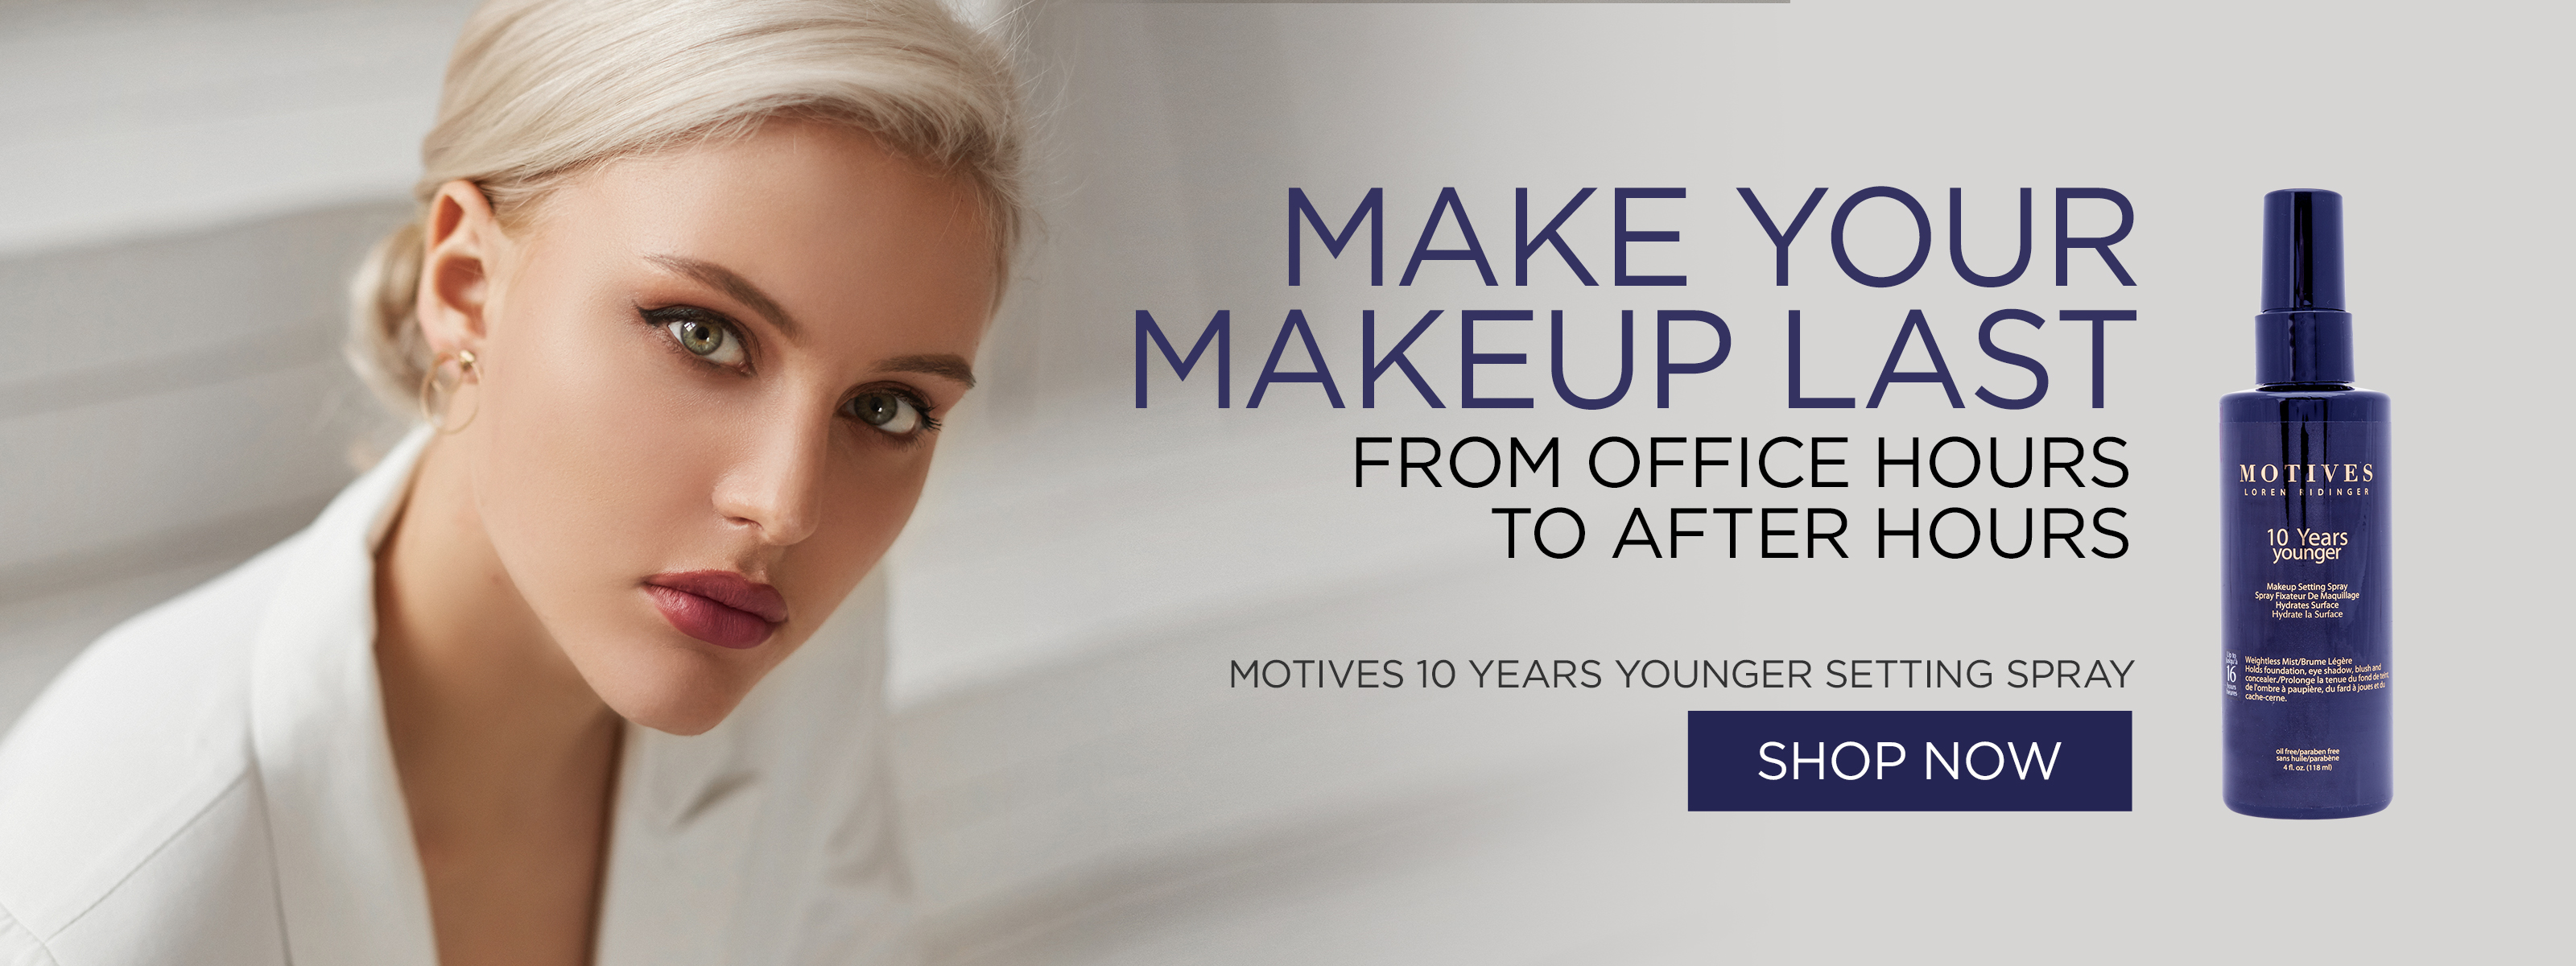 MAKE YOUR
MAKEUP LAST
FROM OFFICE HOURS
TO AFTER HOURS
MOTIVES 10 YEARS YOUNGER SETTING SPRAY
SHOP NOW
MOTIVES
LOREN RIDINGER
10 Years
younger
Makeup Setting Spray
Spray Fixateur De Maquillage
Hydrates Surface
Hydrate la Surface
16
Weightless Mist/Brume Légère
Holds foundation, eye shadow, blush and
concealer./Prolonge la tenue du fond de teint,
de l'ombre à paupière, du fard à joues et du
cache-cerne.
oil free/paraben free
sans huile/parabène
4 fl. oz. (118 ml)